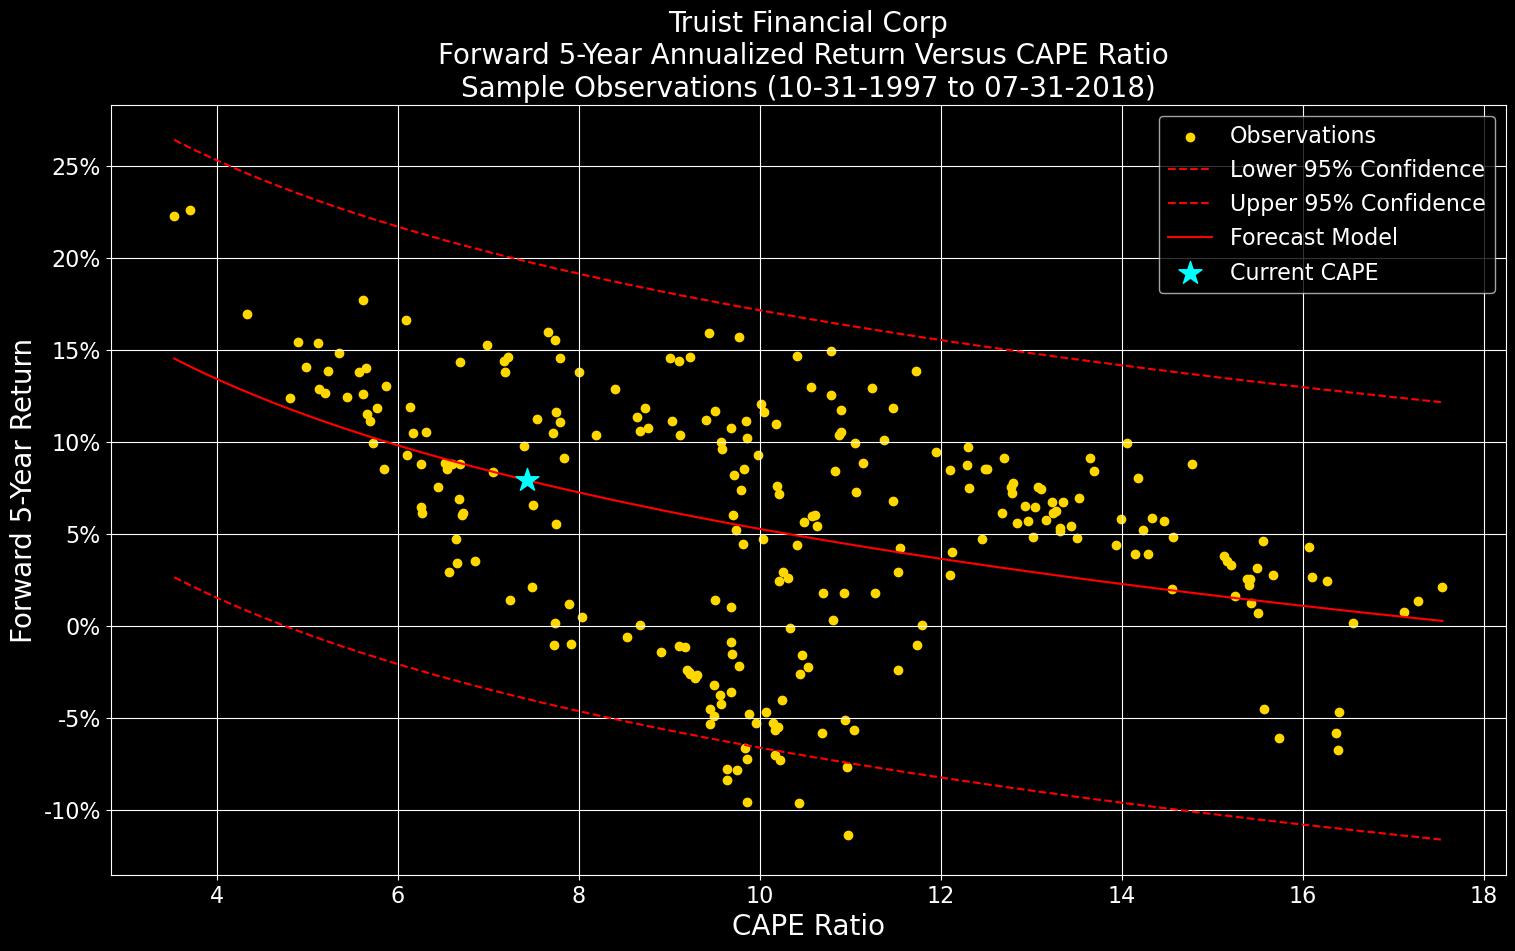 Truist Financial Corp
Forward 5-Year Annualized Return Versus CAPE Ratio
Sample Observations (10-31-1997 to 07-31-2018)
Observations
Lower 95% Confidence
Upper 95% Confidence
Forecast Model
Current CAPE
Forward 5-Year Return
25%
20%
15%
10%
5%
0%
-5%
-10%
4 6 8 10 12 14 16 18
CAPE Ratio